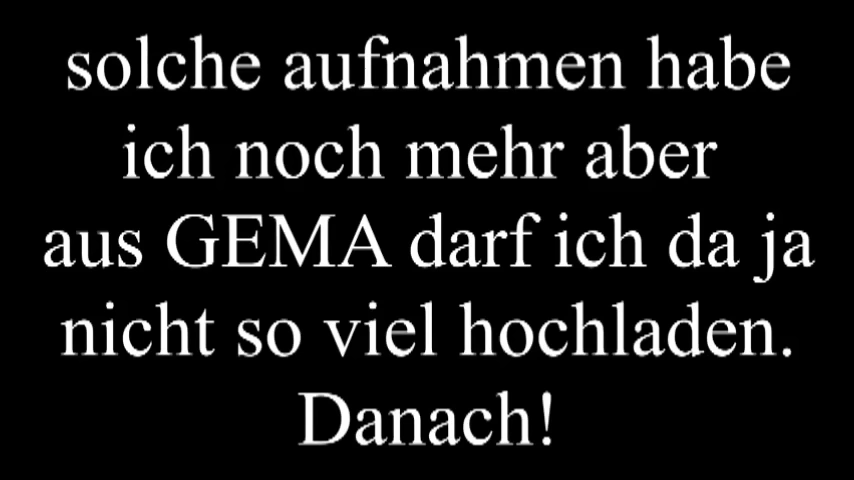 solche aufnahmen habe
ich noch mehr aber
aus GEMA darf ich da ja
nicht so viel hochladen.
Danach!